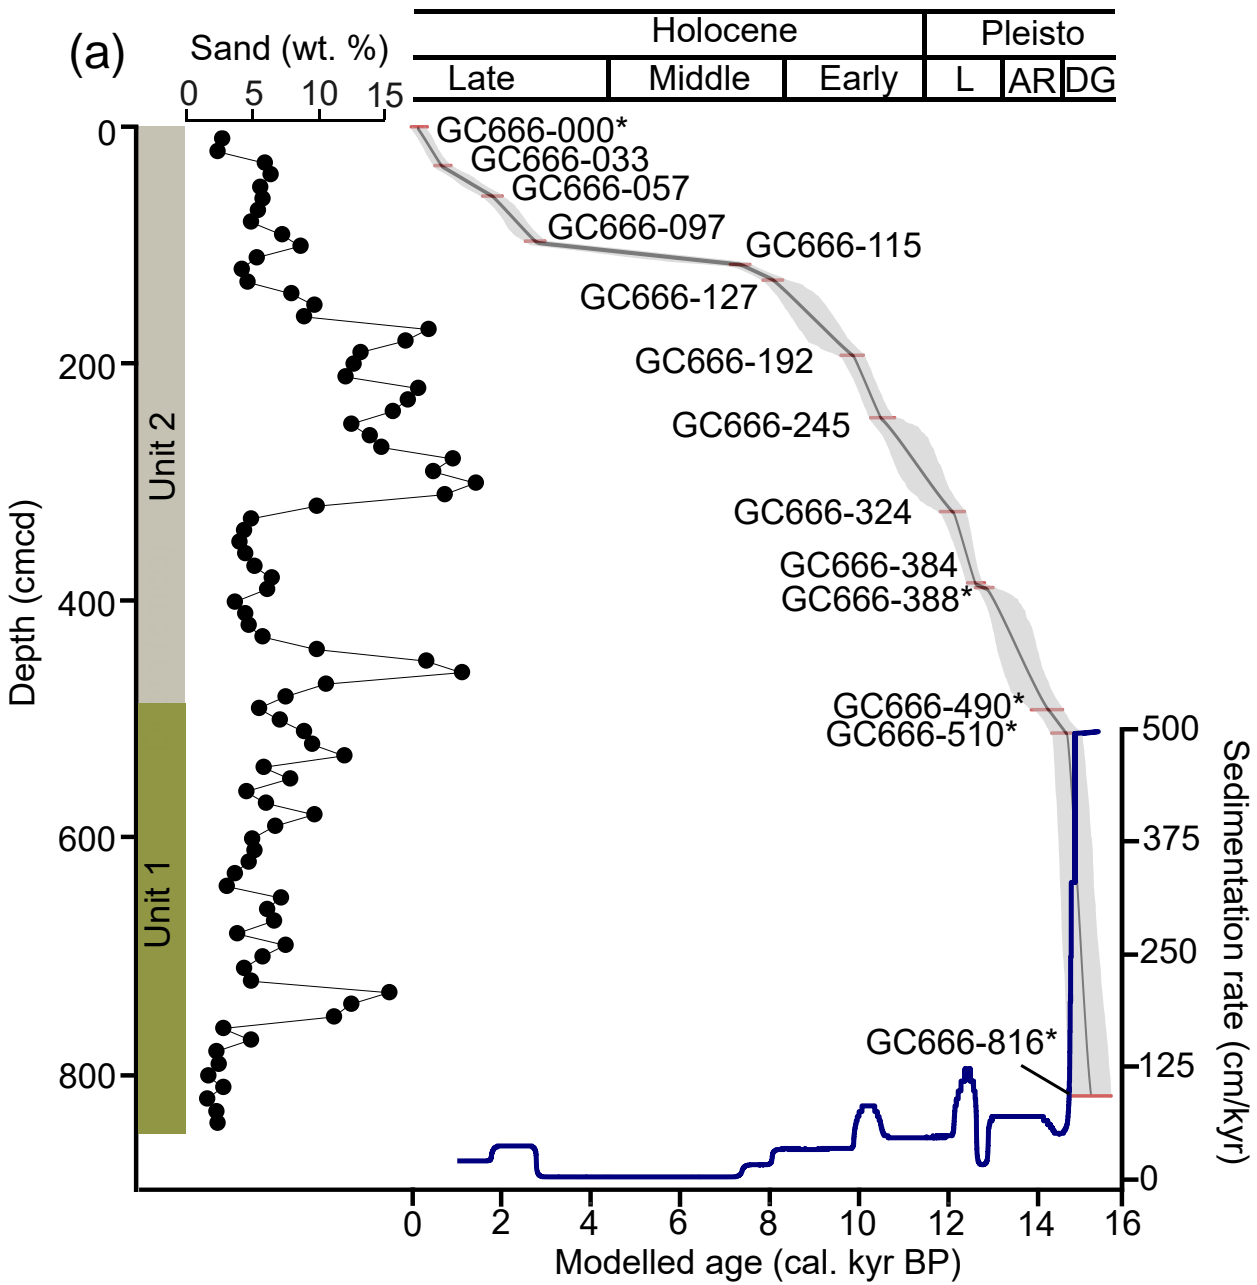 (a)
Sand (wt. %)
0 5 10 15
Holocene Pleisto
Late Middle Early L AR DG
0
200
400
600
800
Depth (cmcd)
Unit 2
Unit 1
GC666-000*
GC666-033
GC666-057
GC666-097
GC666-115
GC666-127
GC666-192
GC666-245
GC666-324
GC666-384
GC666-388*
GC666-490*
GC666-510*
GC666-816*
500
375
250
125
0
Sedimentation rate (cm/kyr)
0 2 4 6 8 10 12 14 16
Modelled age (cal. kyr BP)